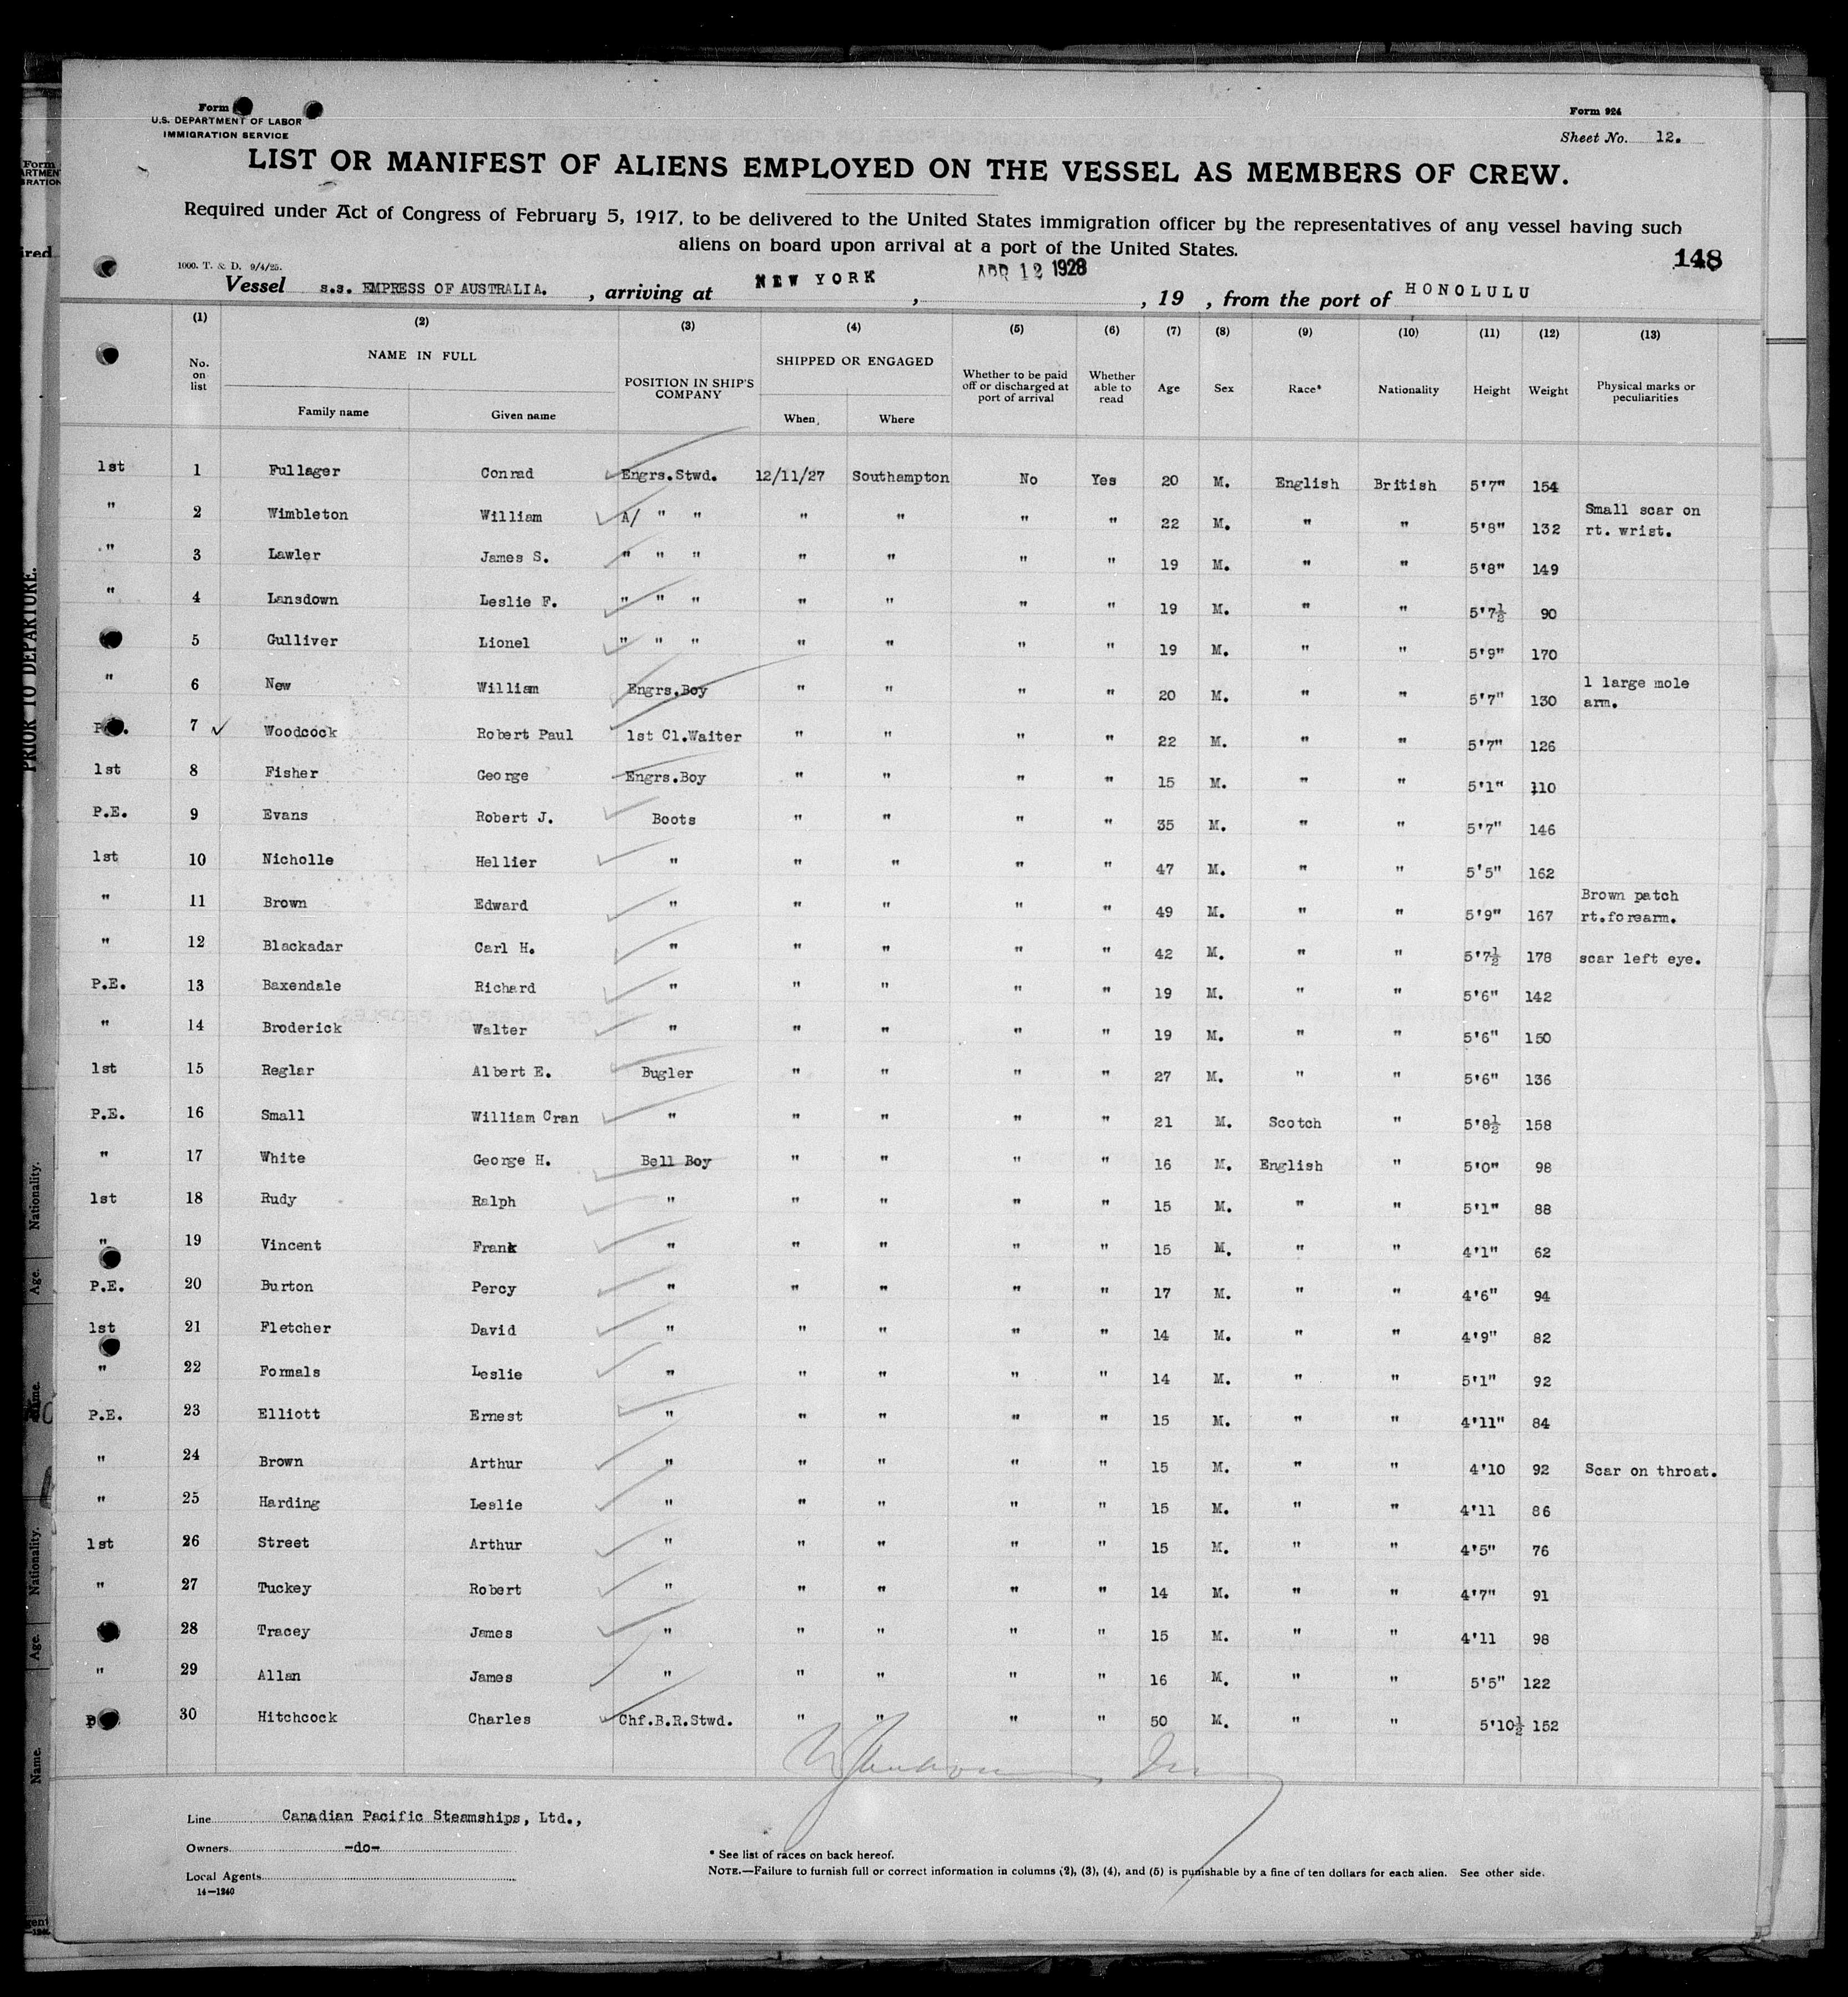 Form
U.S. DEPARTMENT OF LABOR
IMMIGRATION SERVICE
Form 924
Sheet No. 12.
LIST OR MANIFEST OF ALIENS EMPLOYED ON THE VESSEL AS MEMBERS OF CREW.
Required under Act of Congress of February 5, 1917, to be delivered to the United States immigration officer by the representatives of any vessel having such
aliens on board upon arrival at a port of the United States.
148
1000. T. & D. 9/4/25.
Vessel s.s. EMPRESS OF AUSTRALIA. , arriving at NEW YORK , APR 12 1928 , 19 , from the port of HONOLULU
(1) (2) (3) (4) (5) (6) (7) (8) (9) (10) (11) (12) (13)
No. on list NAME IN FULL Family name Given name POSITION IN SHIP'S COMPANY SHIPPED OR ENGAGED When Where Whether to be paid off or discharged at port of arrival Whether able to read Age Sex Race* Nationality Height Weight Physical marks or peculiarities
1st 1 Fullager Conrad Engrs.Stwd. 12/11/27 Southampton No Yes 20 M. English British 5'7" 154
" 2 Wimbleton William A/ " " " " " " 22 M. " " 5'8" 132 Small scar on rt. wrist.
" 3 Lawler James S. " " " " " " " 19 M. " " 5'8" 149
" 4 Lansdown Leslie F. " " " " " " " 19 M. " " 5'7½ 90
5 Gulliver Lionel " " " " " " " 19 M. " " 5'9" 170
" 6 New William Engrs.Boy " " " " 20 M. " " 5'7" 130 1 large mole arm.
P. . 7 Woodcock Robert Paul 1st Cl.Waiter " " " " 22 M. " " 5'7" 126
1st 8 Fisher George Engrs.Boy " " " " 15 M. " " 5'1" 110
P.E. 9 Evans Robert J. Boots " " " " 35 M. " " 5'7" 146
1st 10 Nicholle Hellier " " " " " 47 M. " " 5'5" 162
" 11 Brown Edward " " " " " 49 M. " " 5'9" 167 Brown patch rt.forearm.
" 12 Blackadar Carl H. " " " " " 42 M. " " 5'7½ 178 scar left eye.
P.E. 13 Baxendale Richard " " " " " 19 M. " " 5'6" 142
" 14 Broderick Walter " " " " " 19 M. " " 5'6" 150
1st 15 Reglar Albert E. Bugler " " " " 27 M. " " 5'6" 136
P.E. 16 Small William Cran " " " " " 21 M. Scotch " 5'8½ 158
" 17 White George H. Bell Boy " " " " 16 M. English " 5'0" 98
1st 18 Rudy Ralph " " " " " 15 M. " " 5'1" 88
" 19 Vincent Frank " " " " " 15 M. " " 4'1" 62
P.E. 20 Burton Percy " " " " " 17 M. " " 4'6" 94
1st 21 Fletcher David " " " " " 14 M. " " 4'9" 82
" 22 Formals Leslie " " " " " 14 M. " " 5'1" 92
P.E. 23 Elliott Ernest " " " " " 15 M. " " 4'11" 84
" 24 Brown Arthur " " " " " 15 M. " " 4'10 92 Scar on throat.
" 25 Harding Leslie " " " " " 15 M. " " 4'11 86
1st 26 Street Arthur " " " " " 15 M. " " 4'5" 76
" 27 Tuckey Robert " " " " " 14 M. " " 4'7" 91
28 Tracey James " " " " " 15 M. " " 4'11 98
" 29 Allan James " " " " " 16 M. " " 5'5" 122
P 30 Hitchcock Charles Chf.B.R.Stwd. " " " " 50 M. " " 5'10½ 152
Line Canadian Pacific Steamships, Ltd.,
Owners -do-
Local Agents
14—1240
* See list of races on back hereof.
NOTE.—Failure to furnish full or correct information in columns (2), (3), (4), and (5) is punishable by a fine of ten dollars for each alien. See other side.
PRIOR TO DEPARTURE.
Nationality.
Age.
Name.
Nationality.
Age.
Name.